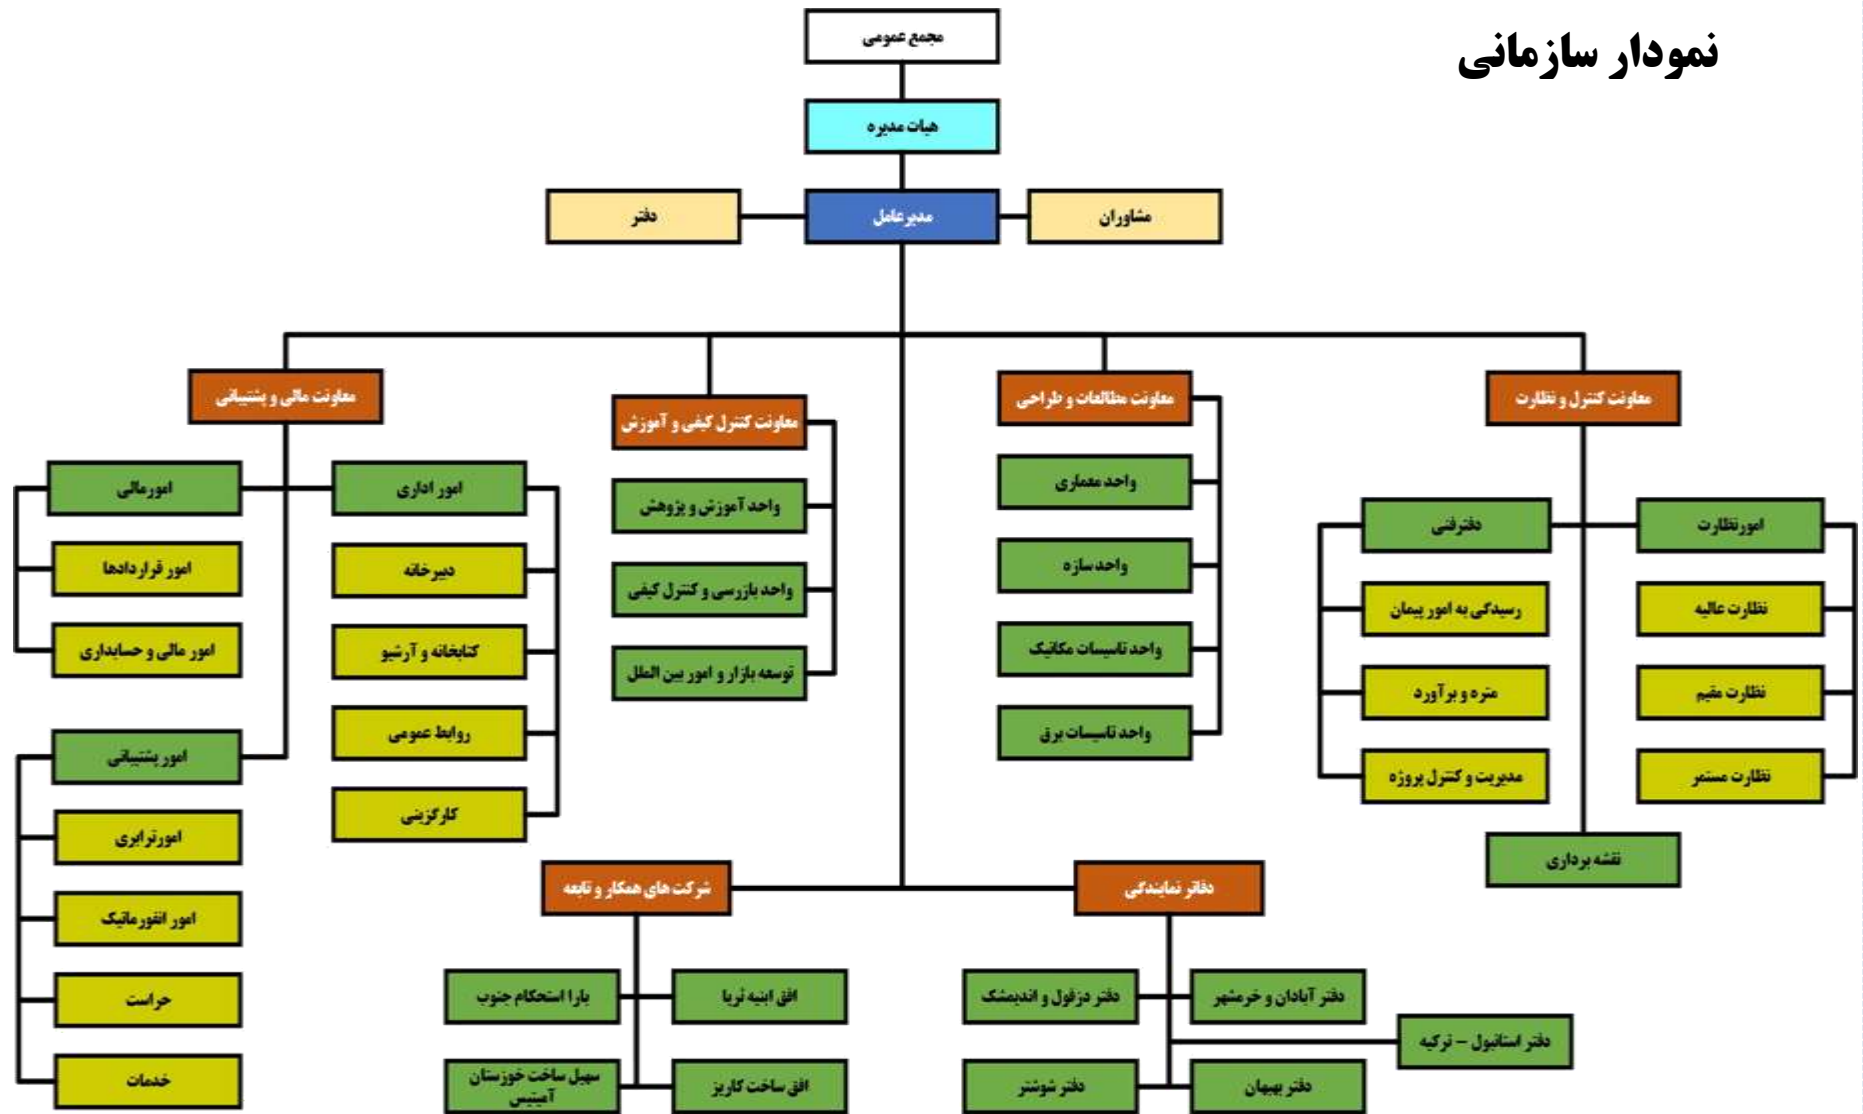 نمودار سازمانی
مجمع عمومی
هیات مدیره
مشاوران
مدیرعامل
دفتر
معاونت کنترل و نظارت
امورنظارت
نظارت عالیه
نظارت مقیم
نظارت مستمر
دفترفنی
رسیدگی به امور پیمان
متره و برآورد
مدیریت و کنترل پروژه
نقشه برداری
معاونت مطالعات و طراحی
واحد معماری
واحد سازه
واحد تاسیسات مکانیک
واحد تاسیسات برق
معاونت کنترل کیفی و آموزش
واحد آموزش و پژوهش
واحد بازرسی و کنترل کیفی
توسعه بازار و امور بین الملل
معاونت مالی و پشتیبانی
امور اداری
دبیرخانه
کتابخانه و آرشیو
روابط عمومی
کارگزینی
امورمالی
امور قراردادها
امور مالی و حسابداری
امور پشتیبانی
امورترابری
امور انفورماتیک
حراست
خدمات
دفاتر نمایندگی
دفتر آبادان و خرمشهر
دفتر دزفول و اندیمشک
دفتر استانبول - ترکیه
دفتر بهبهان
دفتر شوشتر
شرکت های همکار و تابعه
افق ابنیه ثریا
بارا استحکام جنوب
افق ساخت کاریز
سهیل ساخت خوزستان
آمیتیس